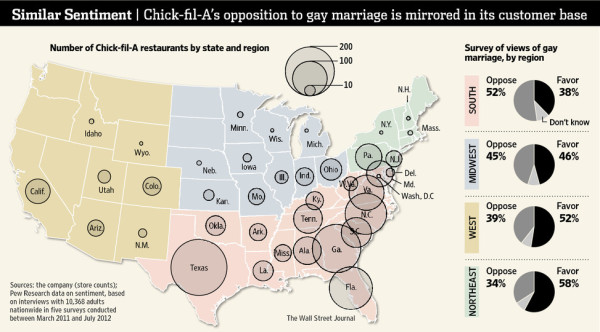 Similar Sentiment | Chick-fil-A's opposition to gay marriage is mirrored in its customer base
Number of Chick-fil-A restaurants by state and region
200
100
10
Idaho
Wyo.
Calif.
Utah
Colo.
Ariz.
N.M.
Minn.
Wis.
Mich.
Neb.
Iowa
Kan.
Mo.
Ill.
Ind.
Ohio
N.H.
N.Y.
Mass.
Pa.
N.J.
Del.
Md.
Wash, D.C
W.Va.
Va.
Ky.
Tenn.
N.C.
S.C.
Okla.
Ark.
Miss.
Ala.
Ga.
Texas
La.
Fla.
Sources: the company (store counts);
Pew Research data on sentiment, based
on interviews with 10,368 adults
nationwide in five surveys conducted
between March 2011 and July 2012
The Wall Street Journal
Survey of views of gay
marriage, by region
SOUTH
Oppose
52%
Favor
38%
Don't know
MIDWEST
Oppose
45%
Favor
46%
WEST
Oppose
39%
Favor
52%
NORTHEAST
Oppose
34%
Favor
58%